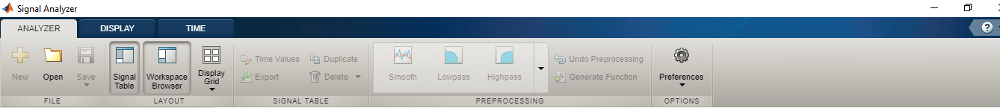 Signal Analyzer
ANALYZER DISPLAY TIME
?
New Open Save Signal Table Workspace Browser Display Grid
Time Values Duplicate
Export Delete
Smooth Lowpass Highpass
Undo Preprocessing
Generate Function
Preferences
FILE LAYOUT SIGNAL TABLE PREPROCESSING OPTIONS